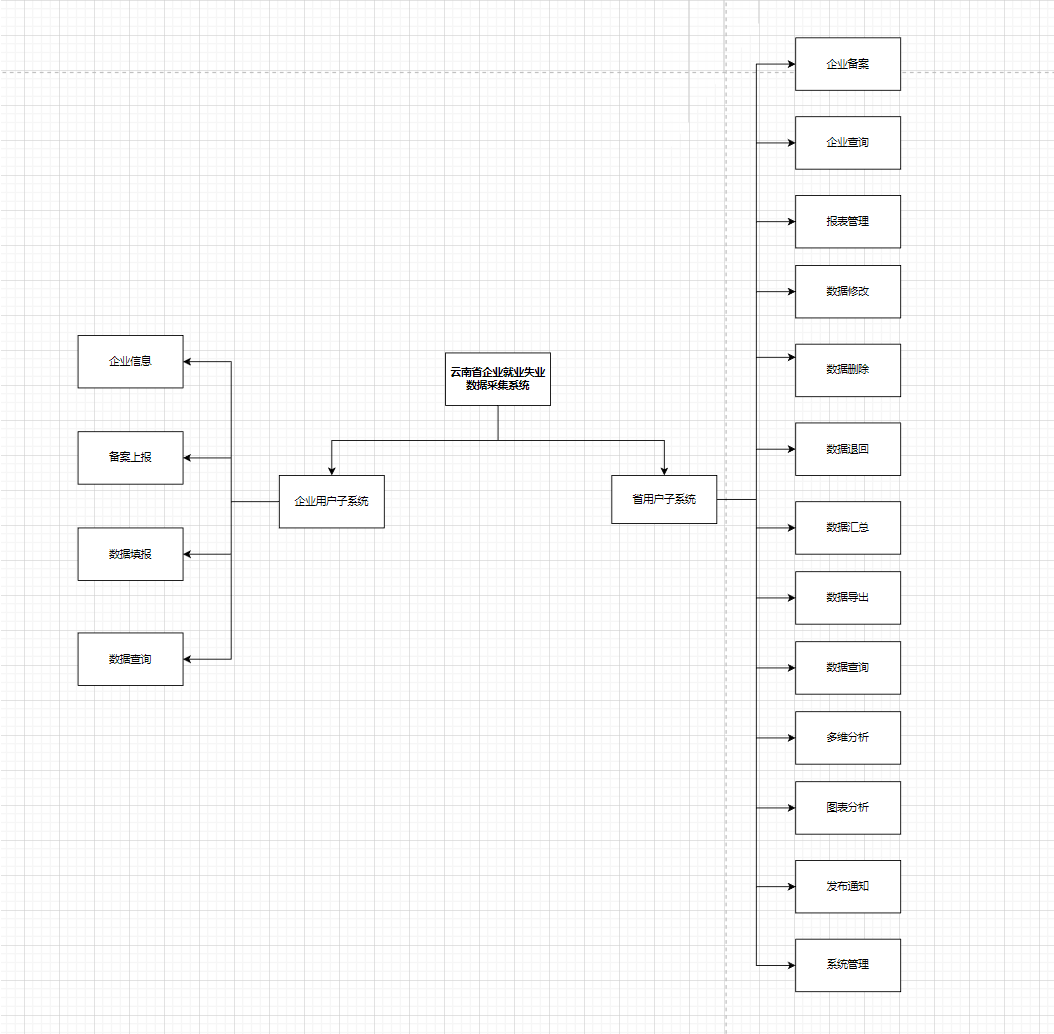 云南省企业就业失业
数据采集系统
企业用户子系统
企业信息
备案上报
数据填报
数据查询
省用户子系统
企业备案
企业查询
报表管理
数据修改
数据删除
数据退回
数据汇总
数据导出
数据查询
多维分析
图表分析
发布通知
系统管理